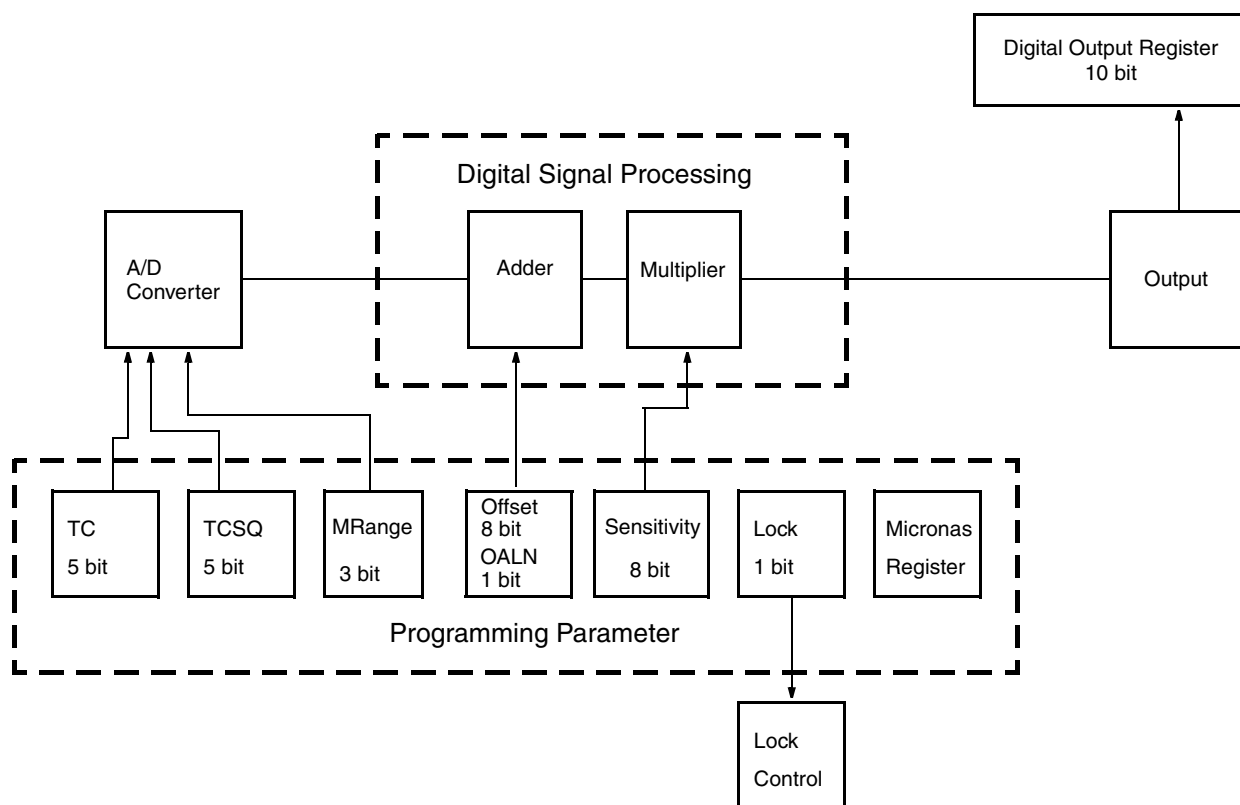 Digital Output Register
10 bit
Digital Signal Processing
A/D
Converter
Adder
Multiplier
Output
TC
5 bit
TCSQ
5 bit
MRange
3 bit
Offset
8 bit
OALN
1 bit
Sensitivity
8 bit
Lock
1 bit
Micronas
Register
Programming Parameter
Lock
Control